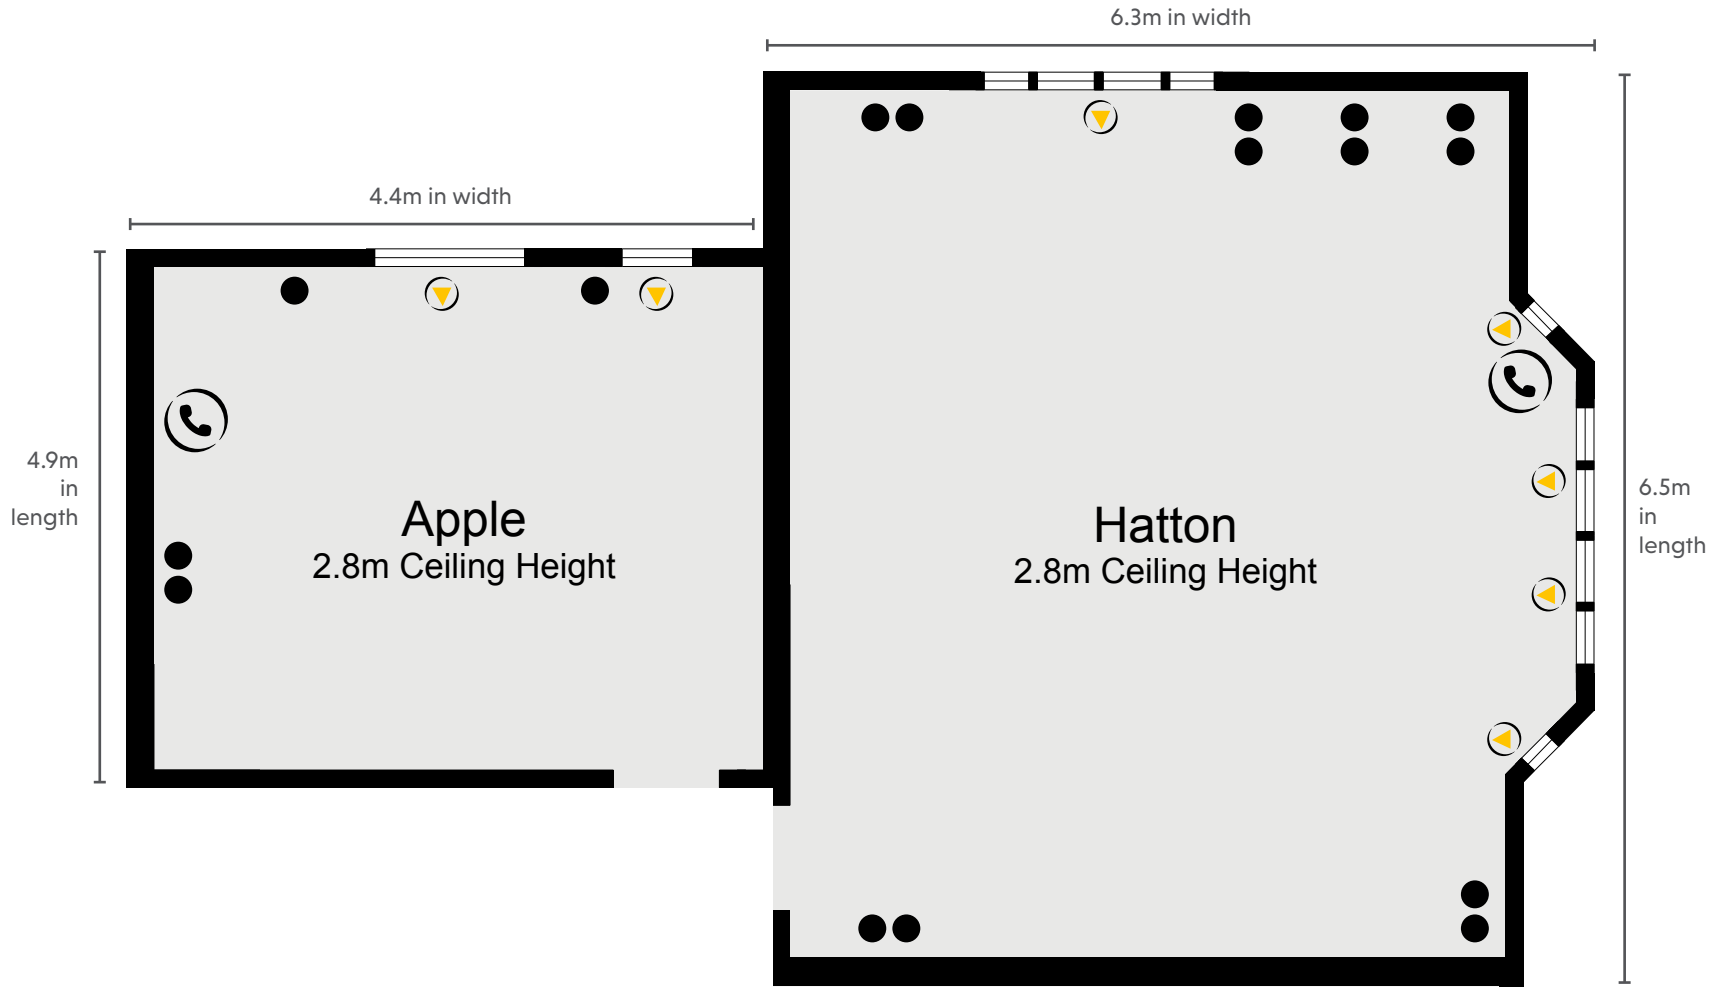 6.3m in width
4.4m in width
4.9m
in
length
Apple
2.8m Ceiling Height
Hatton
2.8m Ceiling Height
6.5m
in
length